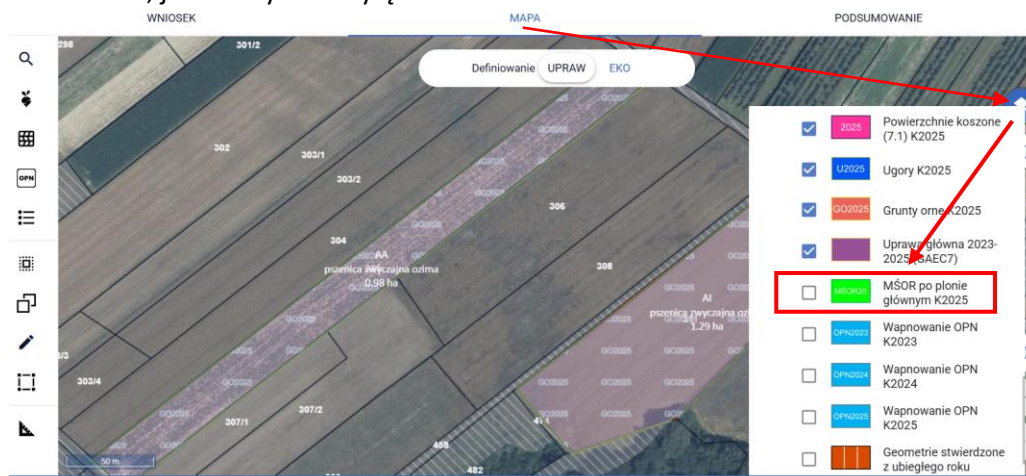 WNIOSEK
MAPA
PODSUMOWANIE
298
301/2
Definiowanie UPRAW EKO
302
303/1
303/2
304
306
308
AA
pszenica zwyczajna ozima
0.98 ha
AI
pszenica zwyczajna ozi
1.29 ha
GO2025
303/4
307/1
307/2
458
482
50 m
OPN
2025
Powierzchnie koszone
(7.1) K2025
U2025
Ugory K2025
GO2025
Grunty orne K2025
Uprawa główna 2023-
2025 (GAEC7)
MŚOR25
MŚOR po plonie
głównym K2025
OPN2023
Wapnowanie OPN
K2023
OPN2024
Wapnowanie OPN
K2024
OPN2025
Wapnowanie OPN
K2025
Geometrie stwierdzone
z ubiegłego roku